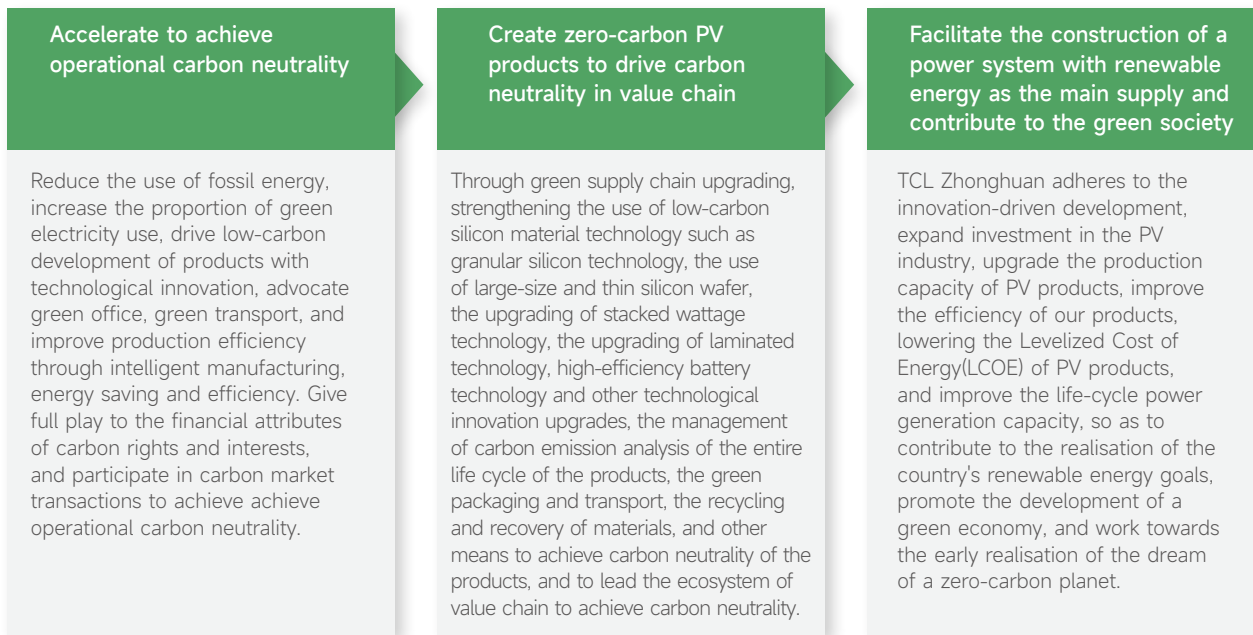 Accelerate to achieve
operational carbon neutrality
Reduce the use of fossil energy,
increase the proportion of green
electricity use, drive low-carbon
development of products with
technological innovation, advocate
green office, green transport, and
improve production efficiency
through intelligent manufacturing,
energy saving and efficiency. Give
full play to the financial attributes
of carbon rights and interests,
and participate in carbon market
transactions to achieve achieve
operational carbon neutrality.
Create zero-carbon PV
products to drive carbon
neutrality in value chain
Through green supply chain upgrading,
strengthening the use of low-carbon
silicon material technology such as
granular silicon technology, the use
of large-size and thin silicon wafer,
the upgrading of stacked wattage
technology, the upgrading of laminated
technology, high-efficiency battery
technology and other technological
innovation upgrades, the management
of carbon emission analysis of the entire
life cycle of the products, the green
packaging and transport, the recycling
and recovery of materials, and other
means to achieve carbon neutrality of the
products, and to lead the ecosystem of
value chain to achieve carbon neutrality.
Facilitate the construction of a
power system with renewable
energy as the main supply and
contribute to the green society
TCL Zhonghuan adheres to the
innovation-driven development,
expand investment in the PV
industry, upgrade the production
capacity of PV products, improve
the efficiency of our products,
lowering the Levelized Cost of
Energy(LCOE) of PV products,
and improve the life-cycle power
generation capacity, so as to
contribute to the realisation of the
country's renewable energy goals,
promote the development of a
green economy, and work towards
the early realisation of the dream
of a zero-carbon planet.